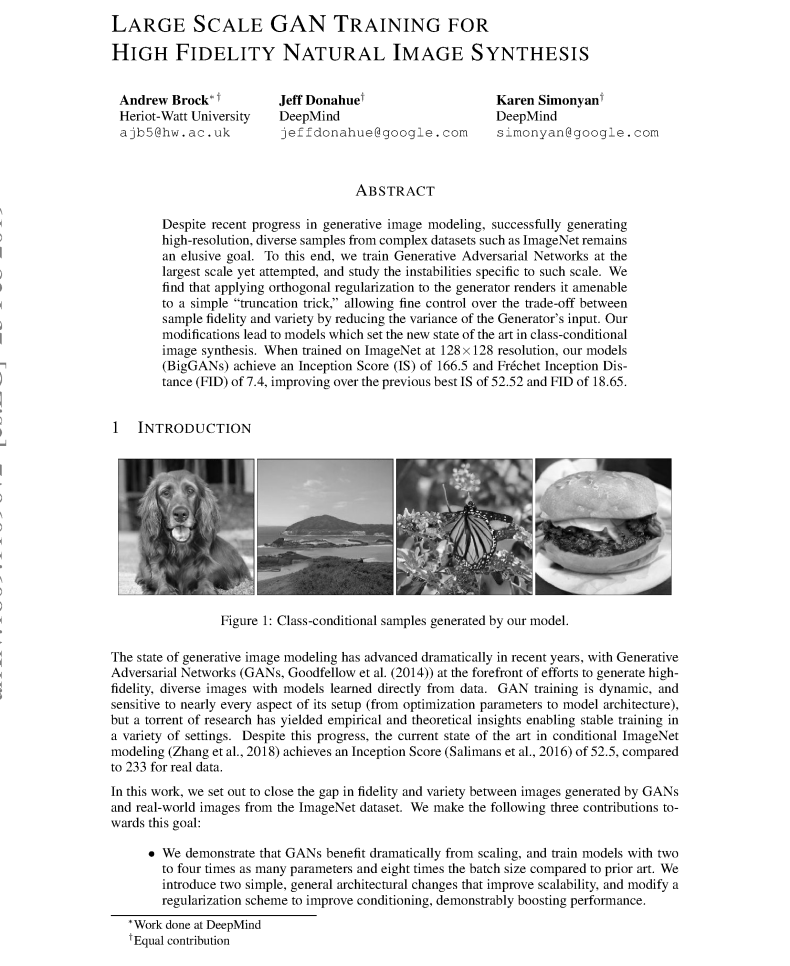 LARGE SCALE GAN TRAINING FOR
HIGH FIDELITY NATURAL IMAGE SYNTHESIS
Andrew Brock*† Jeff Donahue† Karen Simonyan†
Heriot-Watt University DeepMind DeepMind
ajb5@hw.ac.uk jeffdonahue@google.com simonyan@google.com
ABSTRACT
Despite recent progress in generative image modeling, successfully generating
high-resolution, diverse samples from complex datasets such as ImageNet remains
an elusive goal. To this end, we train Generative Adversarial Networks at the
largest scale yet attempted, and study the instabilities specific to such scale. We
find that applying orthogonal regularization to the generator renders it amenable
to a simple “truncation trick,” allowing fine control over the trade-off between
sample fidelity and variety by reducing the variance of the Generator’s input. Our
modifications lead to models which set the new state of the art in class-conditional
image synthesis. When trained on ImageNet at 128×128 resolution, our models
(BigGANs) achieve an Inception Score (IS) of 166.5 and Fréchet Inception Dis-
tance (FID) of 7.4, improving over the previous best IS of 52.52 and FID of 18.65.
1 INTRODUCTION
Figure 1: Class-conditional samples generated by our model.
The state of generative image modeling has advanced dramatically in recent years, with Generative
Adversarial Networks (GANs, Goodfellow et al. (2014)) at the forefront of efforts to generate high-
fidelity, diverse images with models learned directly from data. GAN training is dynamic, and
sensitive to nearly every aspect of its setup (from optimization parameters to model architecture),
but a torrent of research has yielded empirical and theoretical insights enabling stable training in
a variety of settings. Despite this progress, the current state of the art in conditional ImageNet
modeling (Zhang et al., 2018) achieves an Inception Score (Salimans et al., 2016) of 52.5, compared
to 233 for real data.
In this work, we set out to close the gap in fidelity and variety between images generated by GANs
and real-world images from the ImageNet dataset. We make the following three contributions to-
wards this goal:
• We demonstrate that GANs benefit dramatically from scaling, and train models with two
to four times as many parameters and eight times the batch size compared to prior art. We
introduce two simple, general architectural changes that improve scalability, and modify a
regularization scheme to improve conditioning, demonstrably boosting performance.
*Work done at DeepMind
†Equal contribution